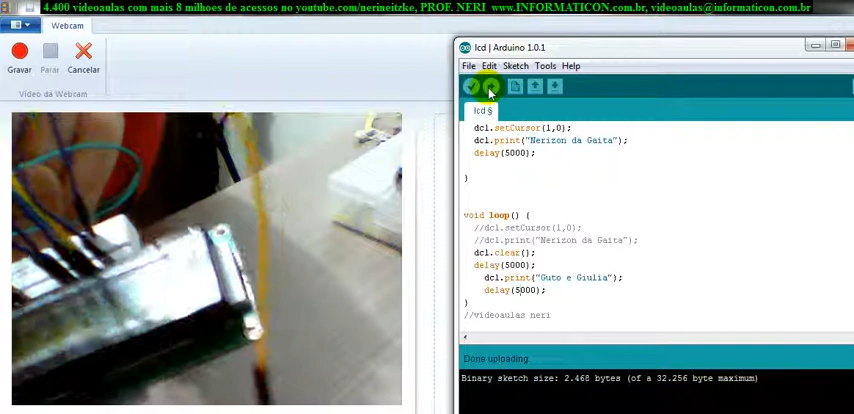 4.400 videoaulas com mais 8 milhoes de acessos no youtube.com/nerineitzke, PROF. NERI www.INFORMATICON.com.br, videoaulas@informaticon.com.br
Webcam
Gravar Parar Cancelar
Vídeo da Webcam
lcd | Arduino 1.0.1
File Edit Sketch Tools Help
lcd §
dcl.setCursor(1,0);
dcl.print("Nerizon da Gaita");
delay(5000);
}
void loop() {
//dcl.setCursor(1,0);
//dcl.print("Nerizon da Gaita");
dcl.clear();
delay(5000);
dcl.print("Guto e Giulia");
delay(5000);
}
//videoaulas neri
Done uploading
Binary sketch size: 2.468 bytes (of a 32.256 byte maximum)